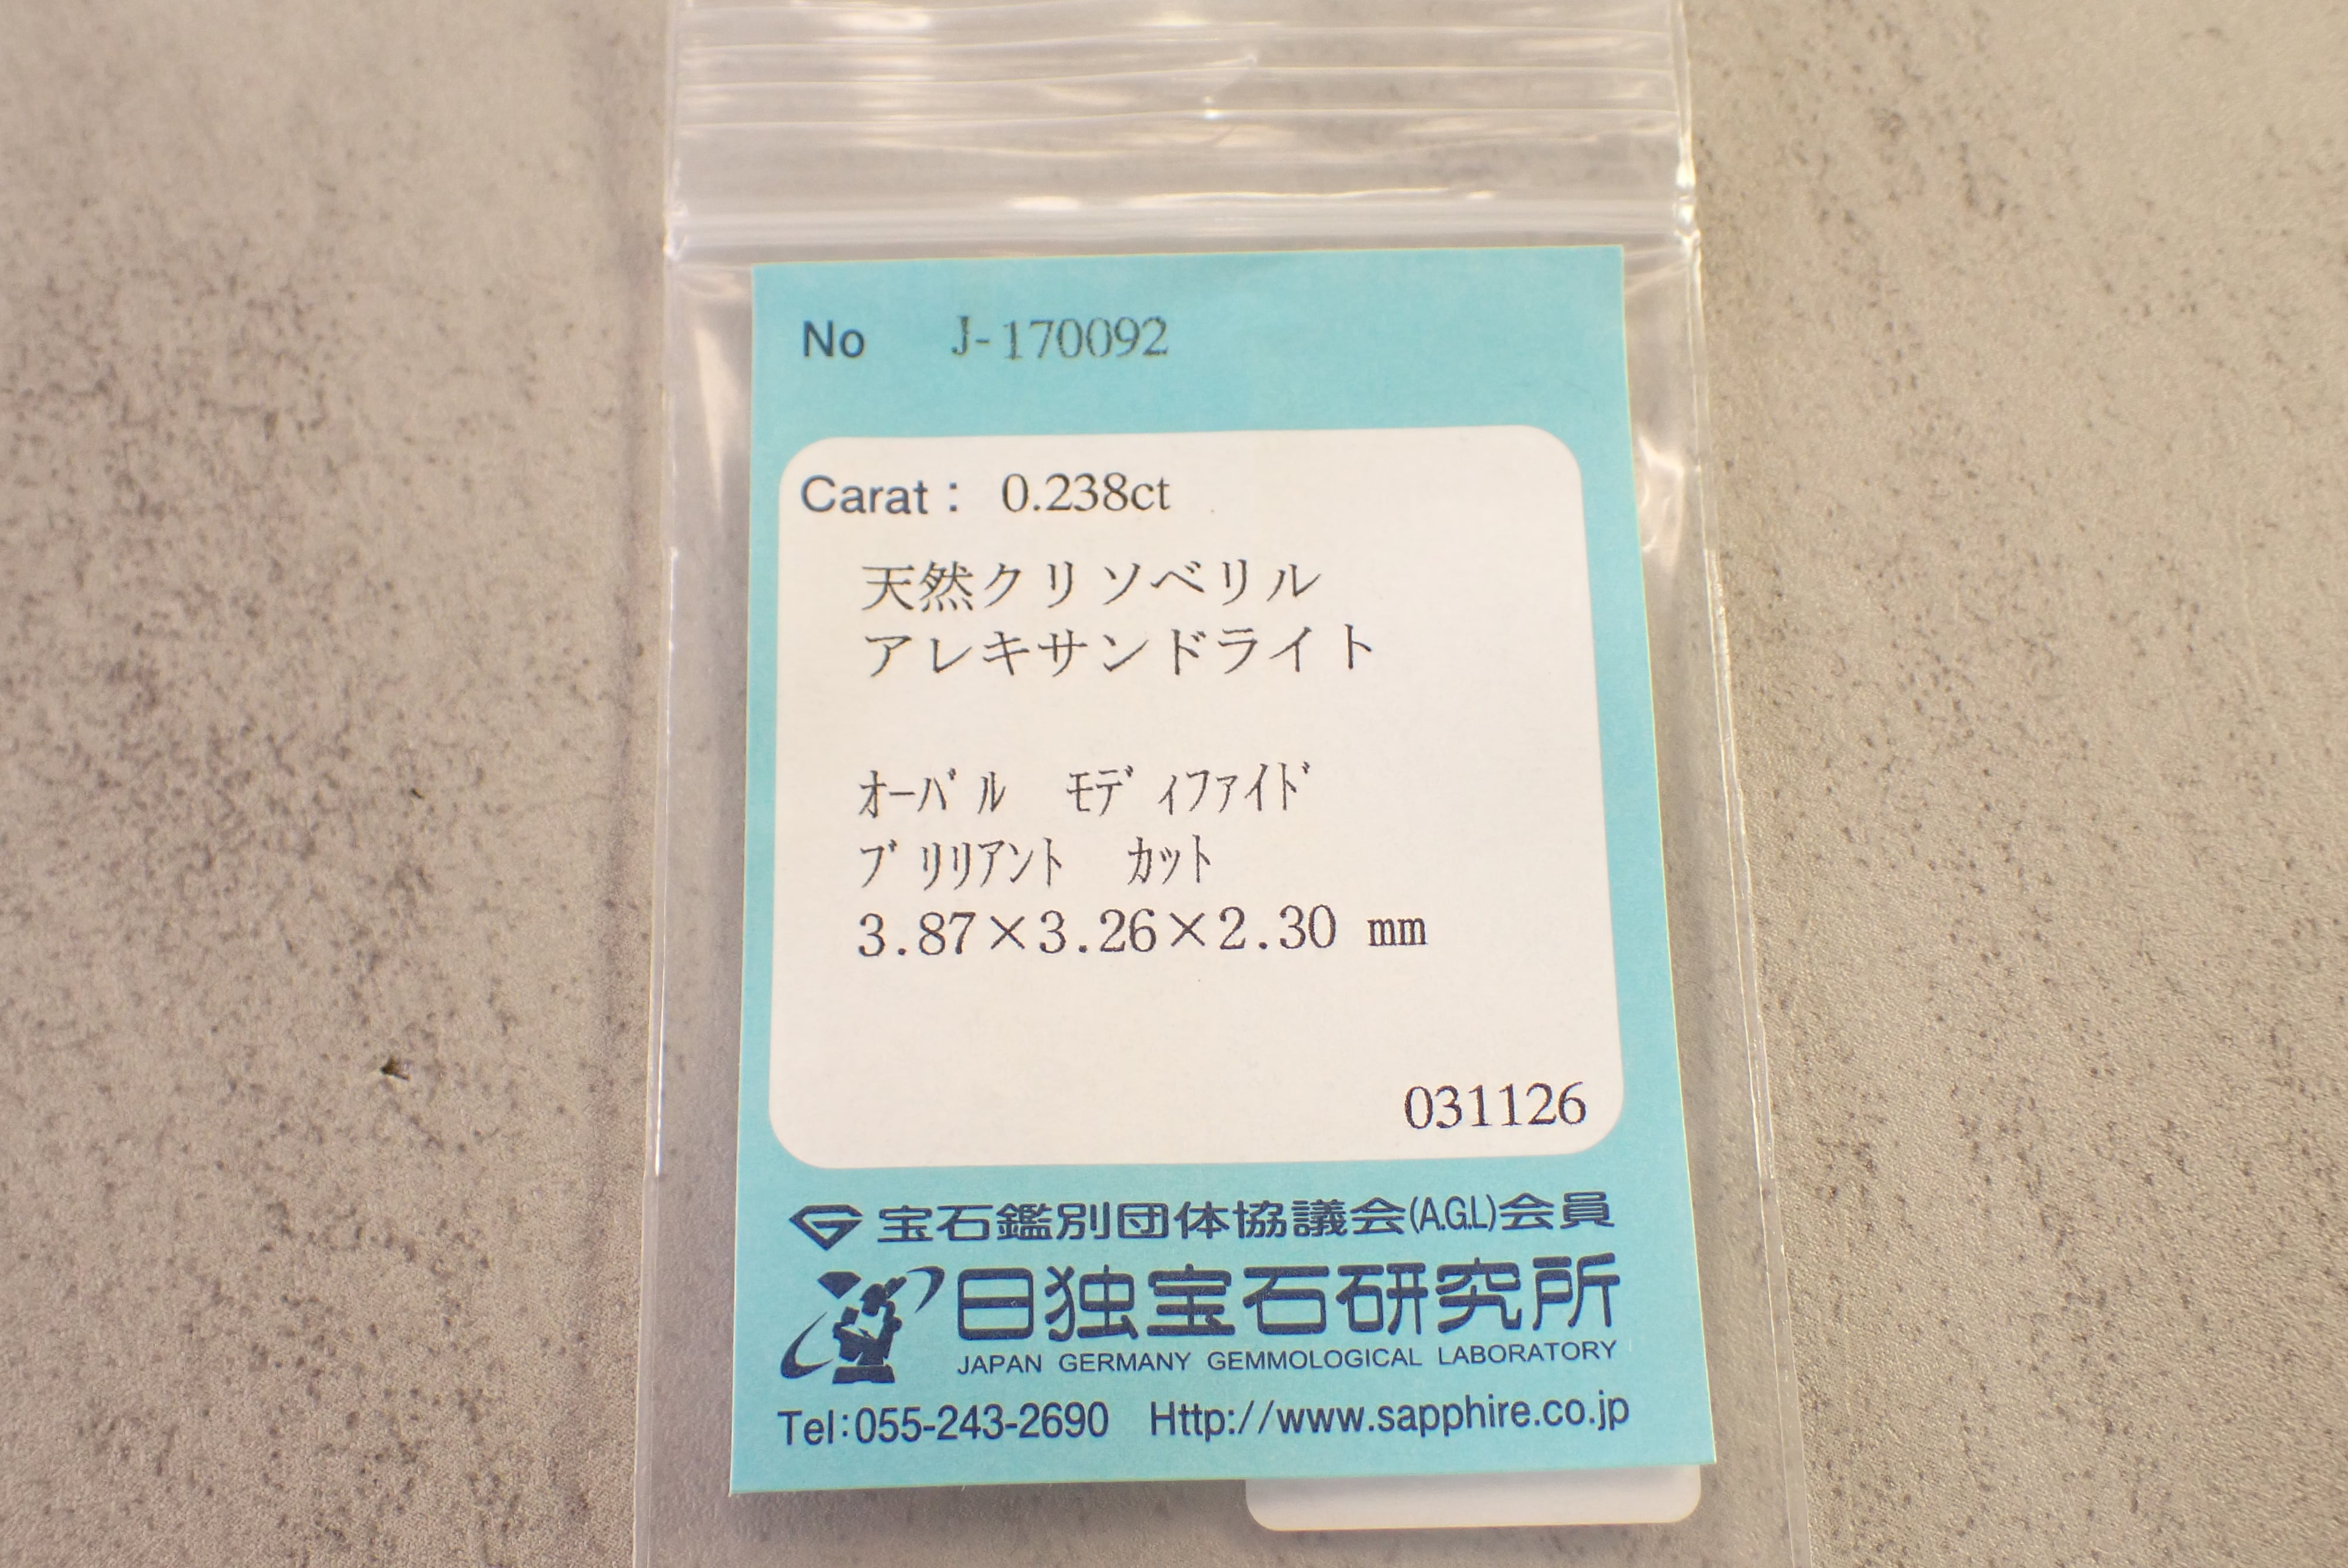 No J-170092
Carat： 0.238ct
天然クリソベリル
アレキサンドライト
ｵｰﾊﾞﾙ ﾓﾃﾞｨﾌｧｲﾄﾞ
ﾌﾞﾘﾘｱﾝﾄ ｶｯﾄ
3.87×3.26×2.30 mm
031126
宝石鑑別団体協議会(A.G.L)会員
日独宝石研究所
JAPAN GERMANY GEMMOLOGICAL LABORATORY
Tel:055-243-2690 Http://www.sapphire.co.jp